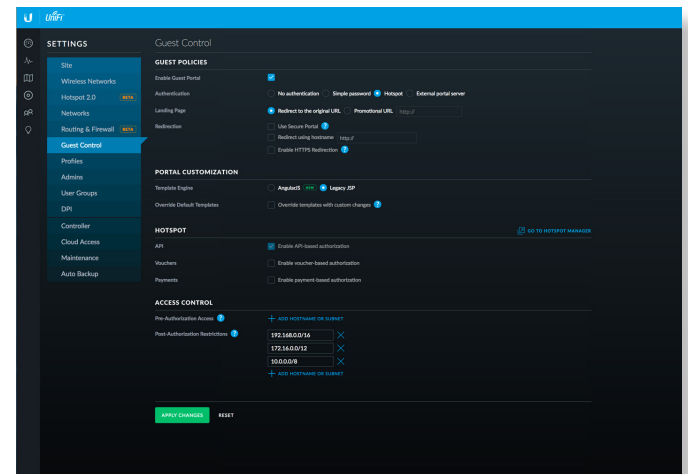 U UniFi
SETTINGS
Site
Wireless Networks
Hotspot 2.0 BETA
Networks
Routing & Firewall BETA
Guest Control
Profiles
Admins
User Groups
DPI
Controller
Cloud Access
Maintenance
Auto Backup
Guest Control
GUEST POLICIES
Enable Guest Portal
Authentication No authentication Simple password Hotspot External portal server
Landing Page Redirect to the original URL Promotional URL http://
Redirection Use Secure Portal ?
Redirect using hostname http://
Enable HTTPS Redirection ?
PORTAL CUSTOMIZATION
Template Engine AngularJS NEW Legacy JSP
Override Default Templates Override templates with custom changes ?
HOTSPOT GO TO HOTSPOT MANAGER
API Enable API-based authorization
Vouchers Enable voucher-based authorization
Payments Enable payment-based authorization
ACCESS CONTROL
Pre-Authorization Access ? ADD HOSTNAME OR SUBNET
Post-Authorization Restrictions ? 192.168.0.0/16
172.16.0.0/12
10.0.0.0/8
ADD HOSTNAME OR SUBNET
APPLY CHANGES RESET